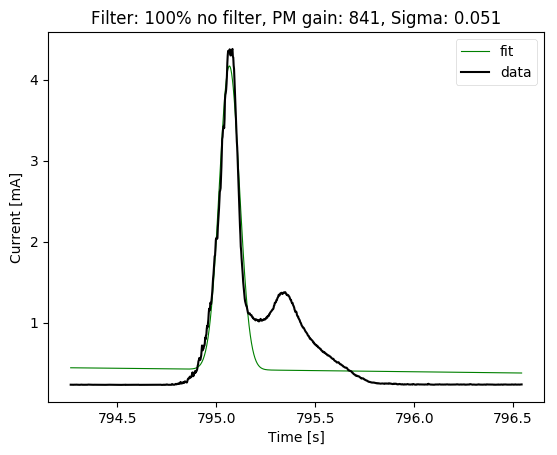 Filter: 100% no filter, PM gain: 841, Sigma: 0.051
fit
data
Current [mA]
4
3
2
1
794.5 795.0 795.5 796.0 796.5
Time [s]